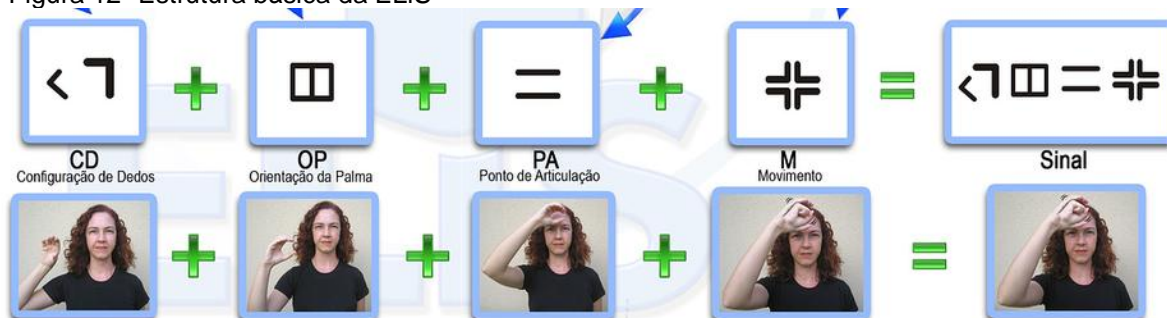 Figura 12- Estrutura básica da ELiS
CD
Configuração de Dedos
OP
Orientação da Palma
PA
Ponto de Articulação
M
Movimento
Sinal